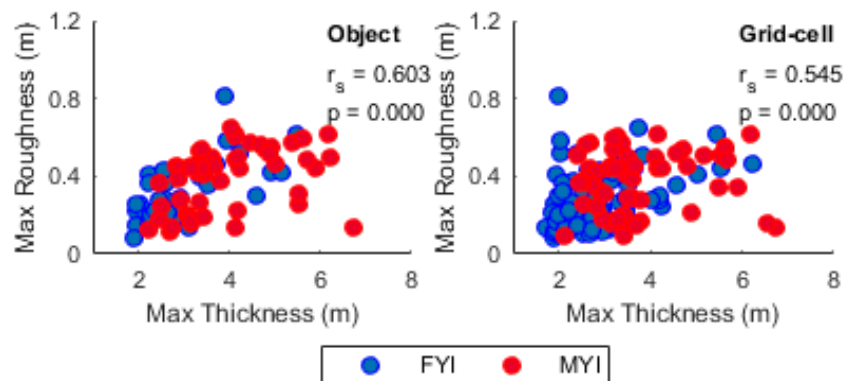 Object
r_s = 0.603
p = 0.000
Max Roughness (m)
1.2
0.8
0.4
0
2
4
6
8
Max Thickness (m)
Grid-cell
r_s = 0.545
p = 0.000
Max Roughness (m)
1.2
0.8
0.4
0
2
4
6
8
Max Thickness (m)
FYI
MYI